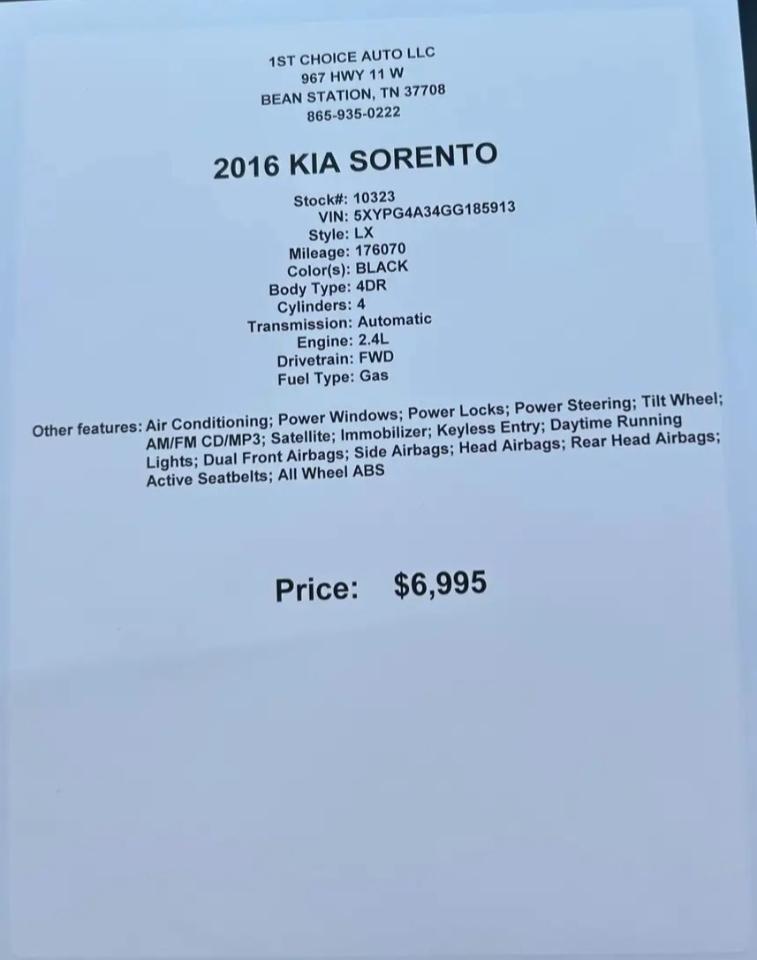 1ST CHOICE AUTO LLC
967 HWY 11 W
BEAN STATION, TN 37708
865-935-0222
2016 KIA SORENTO
Stock#: 10323
VIN: 5XYPG4A34GG185913
Style: LX
Mileage: 176070
Color(s): BLACK
Body Type: 4DR
Cylinders: 4
Transmission: Automatic
Engine: 2.4L
Drivetrain: FWD
Fuel Type: Gas
Other features: Air Conditioning; Power Windows; Power Locks; Power Steering; Tilt Wheel;
AM/FM CD/MP3; Satellite; Immobilizer; Keyless Entry; Daytime Running
Lights; Dual Front Airbags; Side Airbags; Head Airbags; Rear Head Airbags;
Active Seatbelts; All Wheel ABS
Price: $6,995